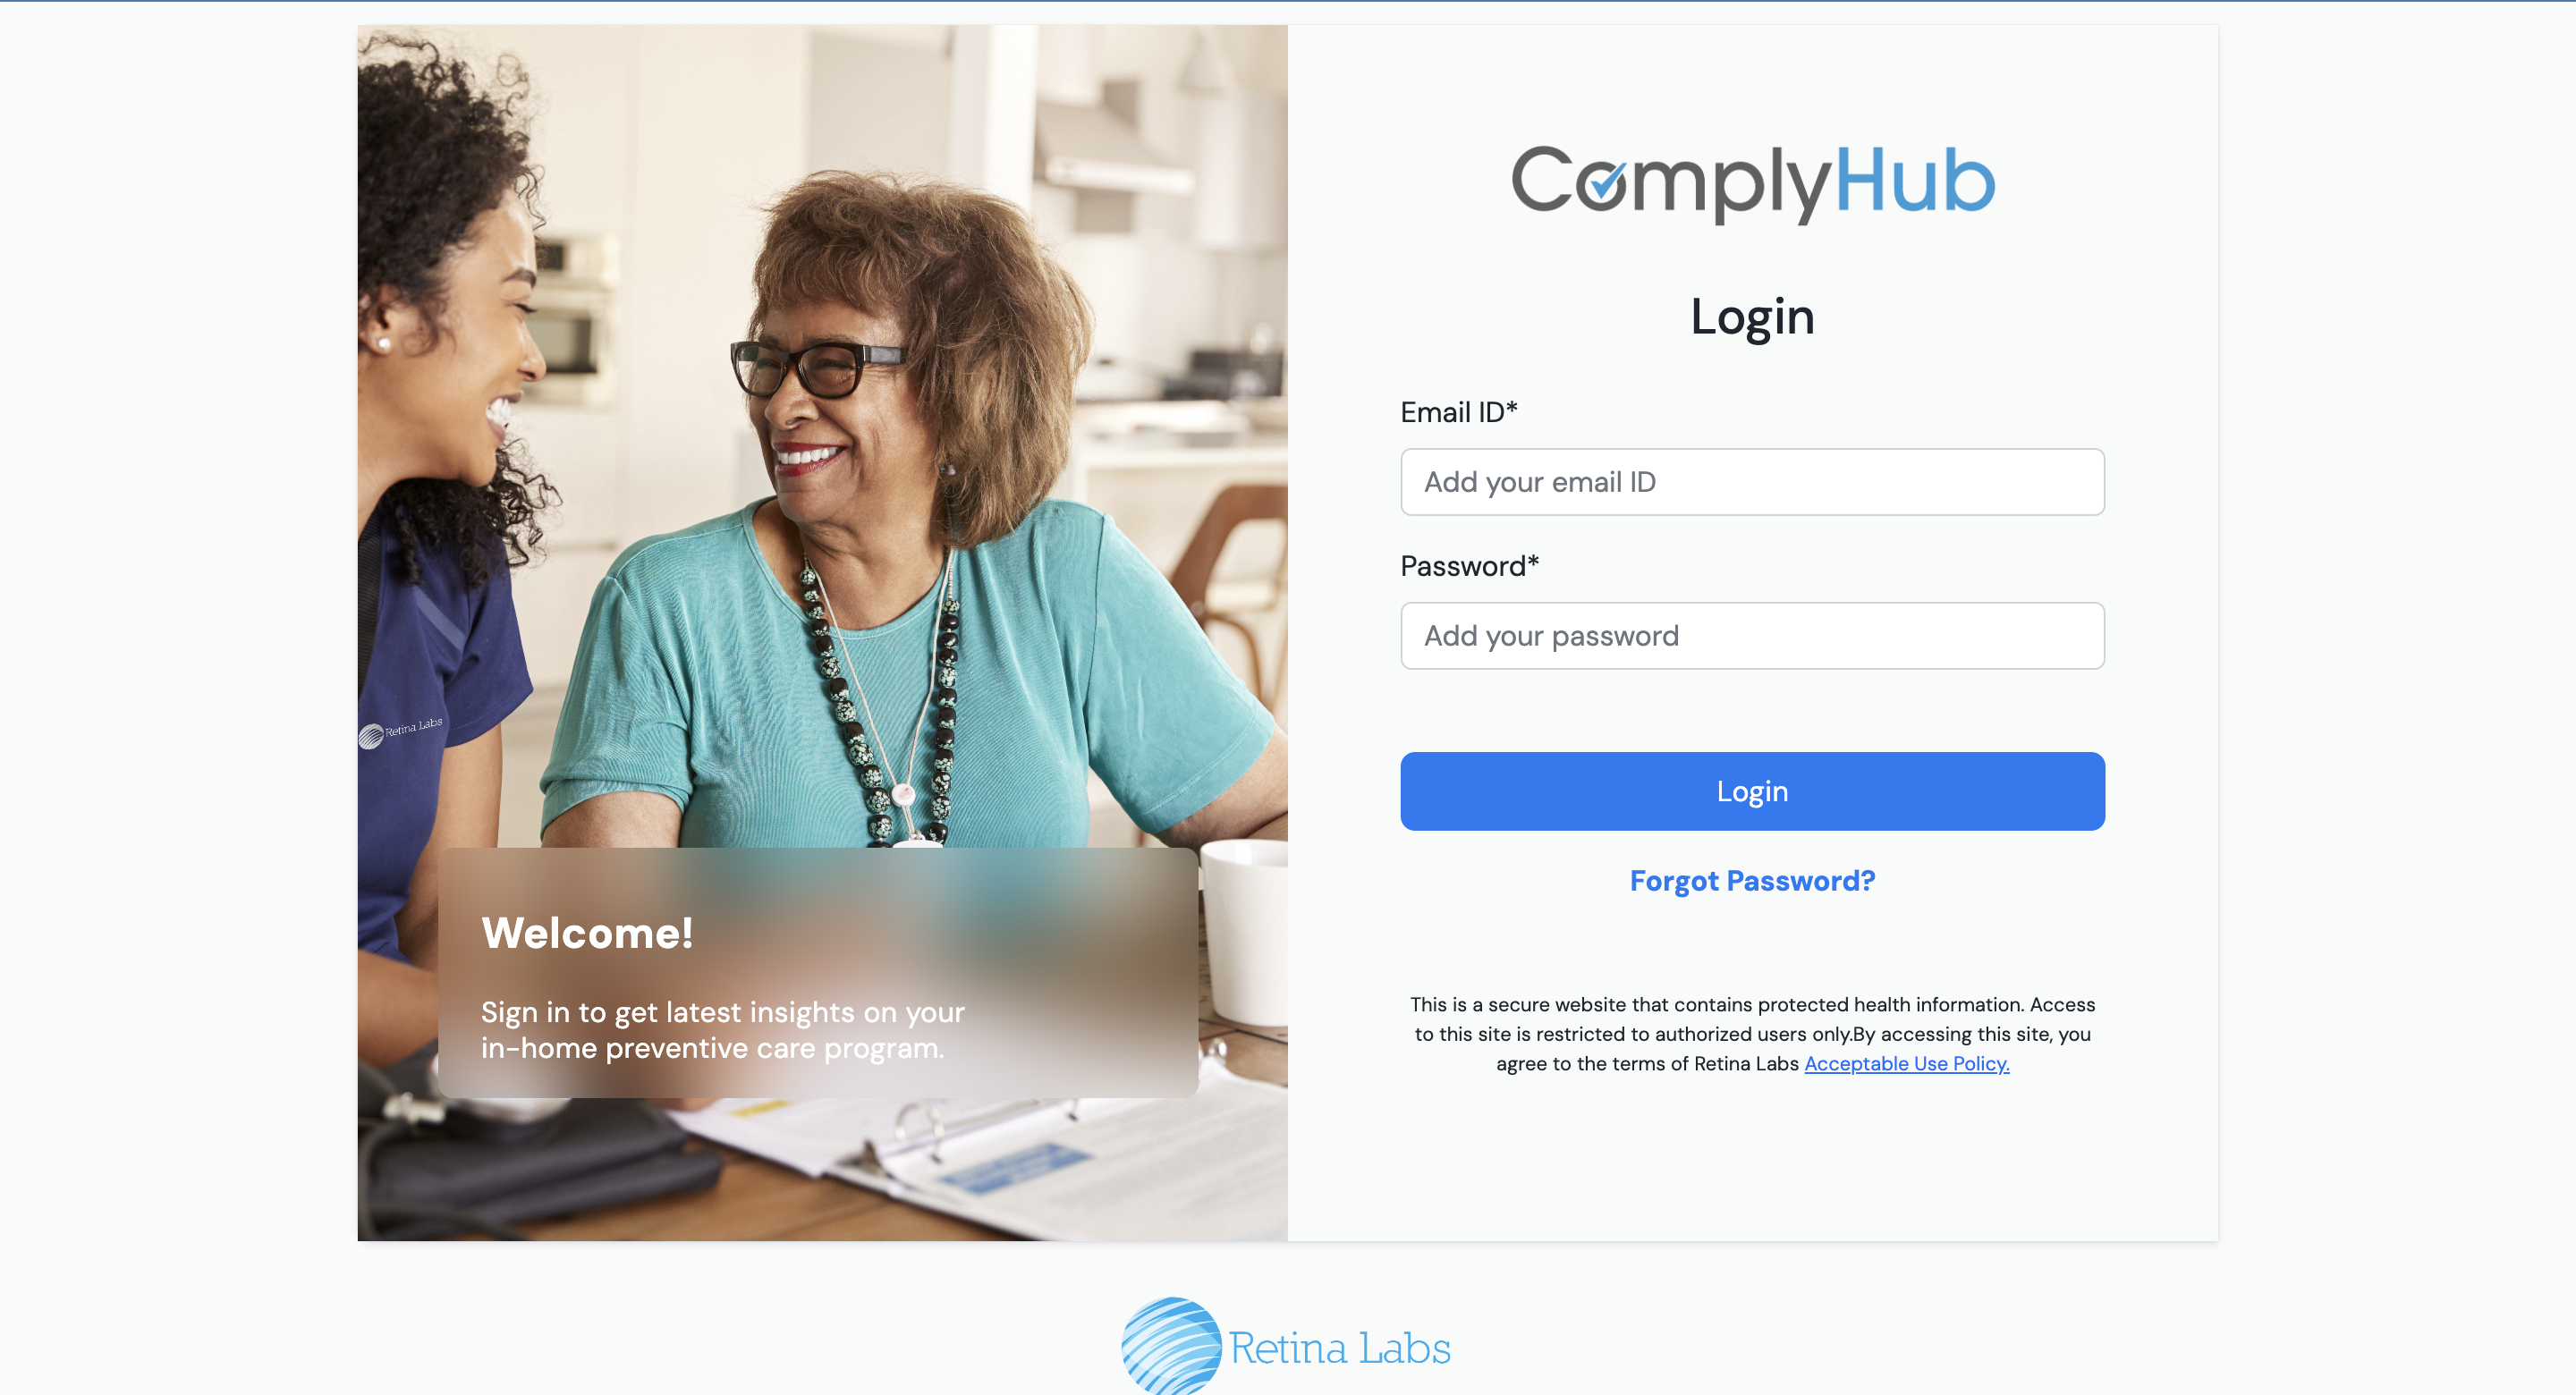 ComplyHub
Login
Email ID*
Add your email ID
Password*
Add your password
Login
Forgot Password?
This is a secure website that contains protected health information. Access
to this site is restricted to authorized users only.By accessing this site, you
agree to the terms of Retina Labs Acceptable Use Policy.
Retina Labs
Welcome!
Sign in to get latest insights on your
in-home preventive care program.
Retina Labs